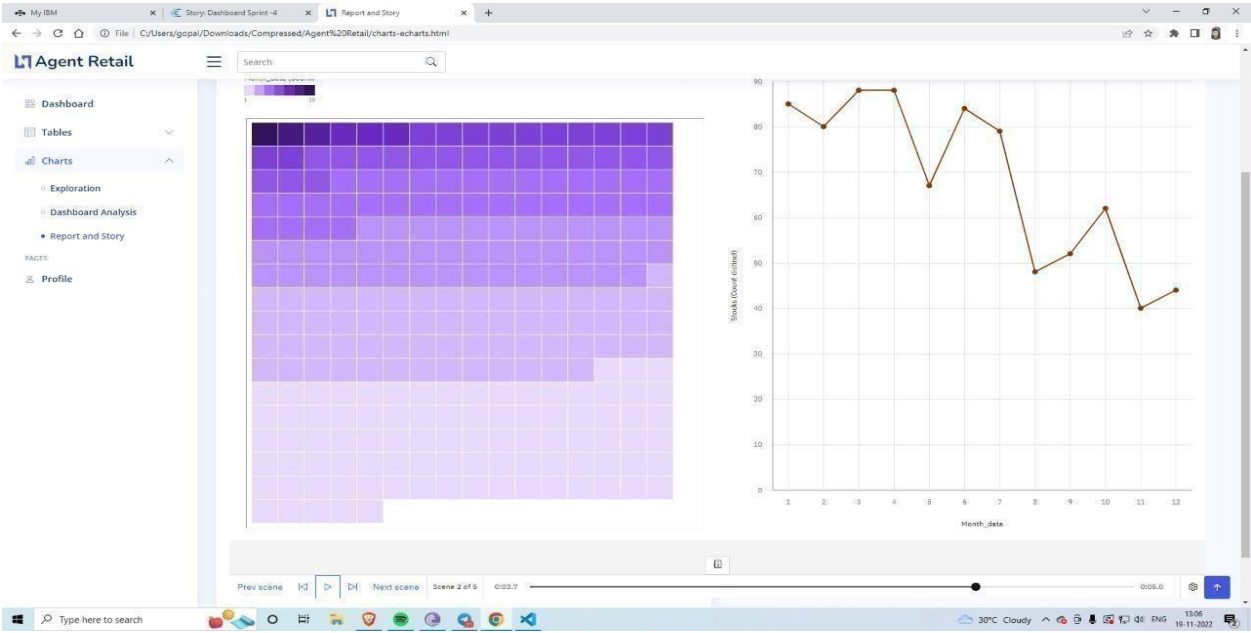 My IBM
Story: Dashboard Sprint -4
Report and Story
File C:/Users/gopal/Downloads/Compressed/Agent%20Retail/charts-echarts.html
Agent Retail
Search
Dashboard
Tables
Charts
Exploration
Dashboard Analysis
Report and Story
PAGES
Profile
90
80
70
60
50
40
30
20
10
0
Stocks (Count distinct)
1 2 3 4 5 6 7 8 9 10 11 12
Month_data
Prev scene
Next scene
Scene 2 of 5
0:03.7
0:05.0
Type here to search
30°C Cloudy
ENG
13:06
19-11-2022